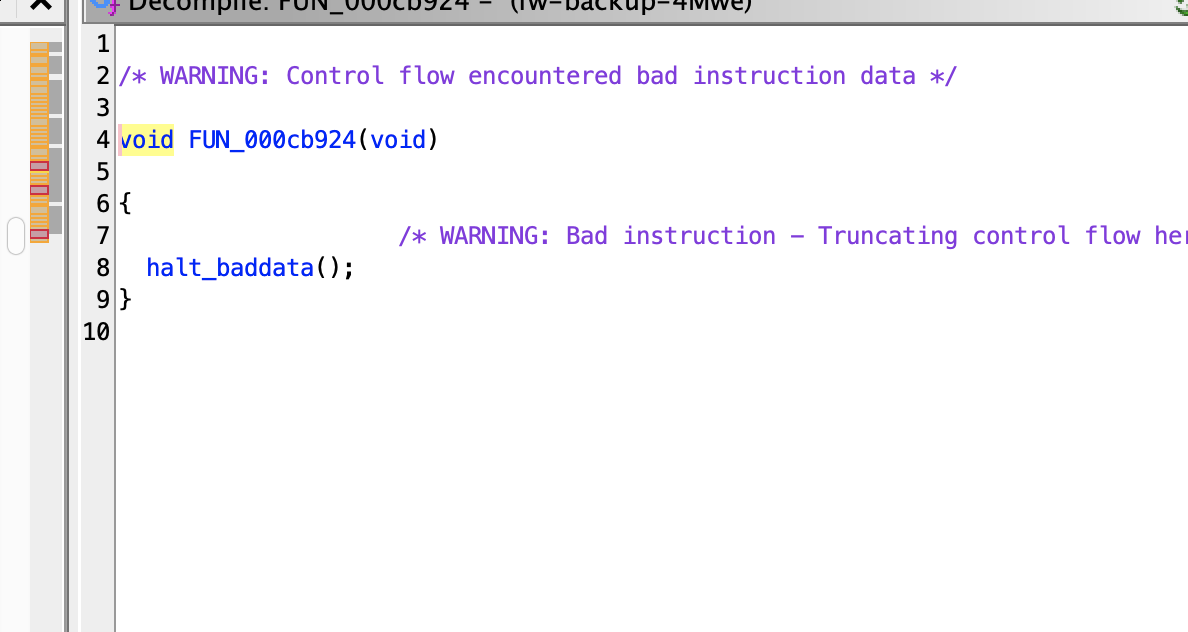 Decompile: FUN_000cb924 - (fw-backup-4Mwe)
1
2 /* WARNING: Control flow encountered bad instruction data */
3
4 void FUN_000cb924(void)
5
6 {
7 /* WARNING: Bad instruction - Truncating control flow her
8 halt_baddata();
9 }
10